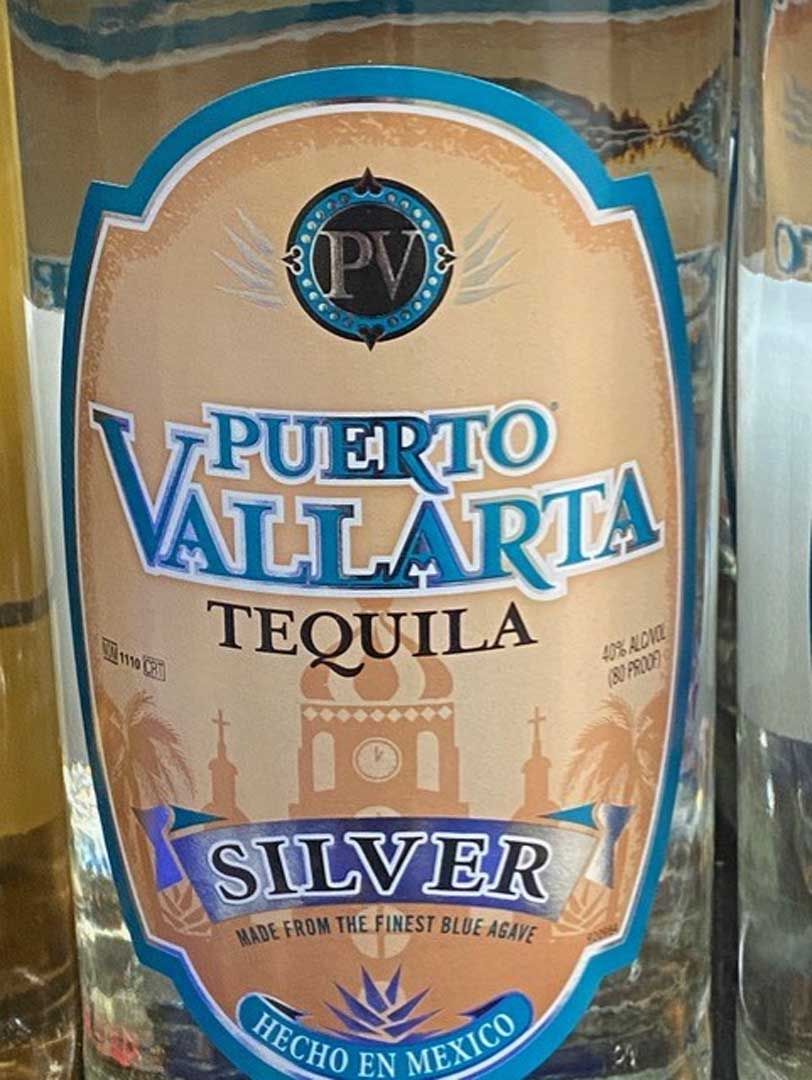 PV
PUERTO
VALLARTA
TEQUILA
NOM 1110 CRT
40% ALC/VOL
(80 PROOF)
SILVER
MADE FROM THE FINEST BLUE AGAVE
HECHO EN MEXICO